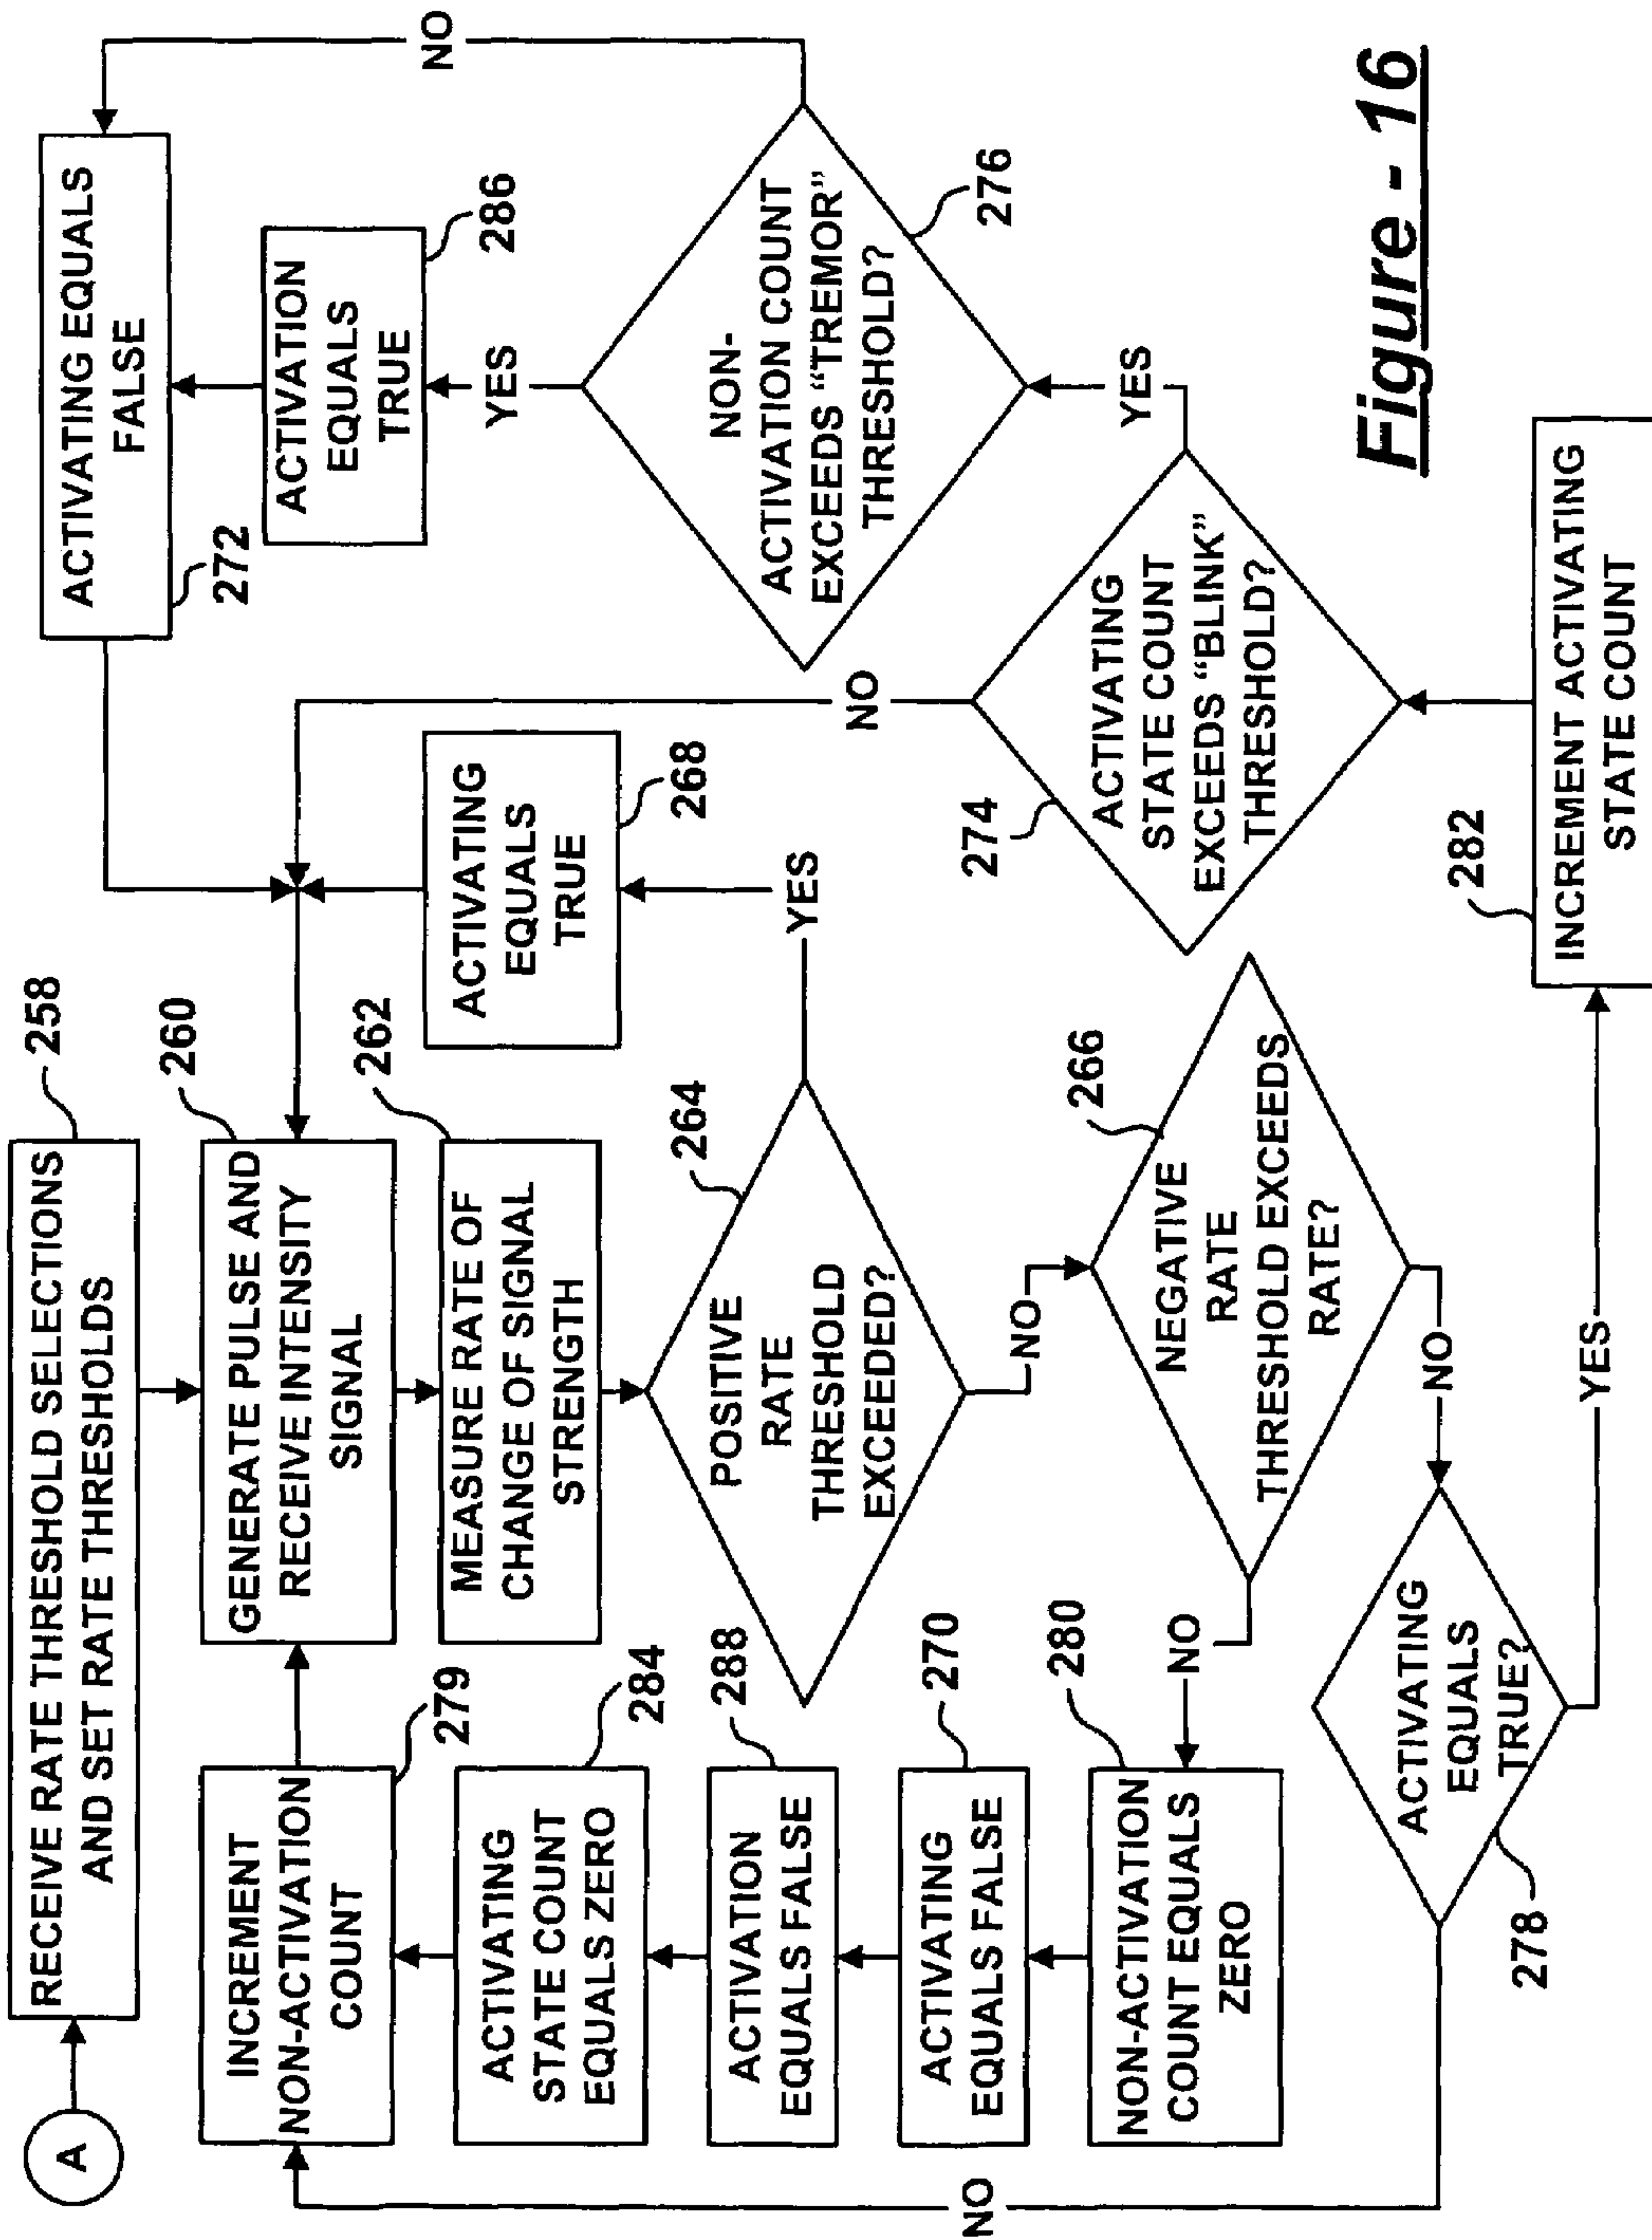 A
RECEIVE RATE THRESHOLD SELECTIONS
AND SET RATE THRESHOLDS
258
GENERATE PULSE AND
RECEIVE INTENSITY
SIGNAL
260
MEASURE RATE OF
CHANGE OF SIGNAL
STRENGTH
262
POSITIVE
RATE
THRESHOLD
EXCEEDED?
264
YES
ACTIVATING
EQUALS
TRUE
268
NO
NEGATIVE
RATE
THRESHOLD EXCEEDS
RATE?
266
NO
NON-ACTIVATION
COUNT EQUALS
ZERO
280
ACTIVATING
EQUALS FALSE
270
ACTIVATION
EQUALS FALSE
288
ACTIVATING
STATE COUNT
EQUALS ZERO
284
INCREMENT
NON-ACTIVATION
COUNT
279
NO
ACTIVATING
EQUALS
TRUE?
278
NO
YES
INCREMENT ACTIVATING
STATE COUNT
282
ACTIVATING
STATE COUNT
EXCEEDS “BLINK”
THRESHOLD?
274
NO
YES
NON-
ACTIVATION COUNT
EXCEEDS “TREMOR”
THRESHOLD?
276
YES
NO
ACTIVATION
EQUALS
TRUE
286
ACTIVATING EQUALS
FALSE
272
Figure - 16